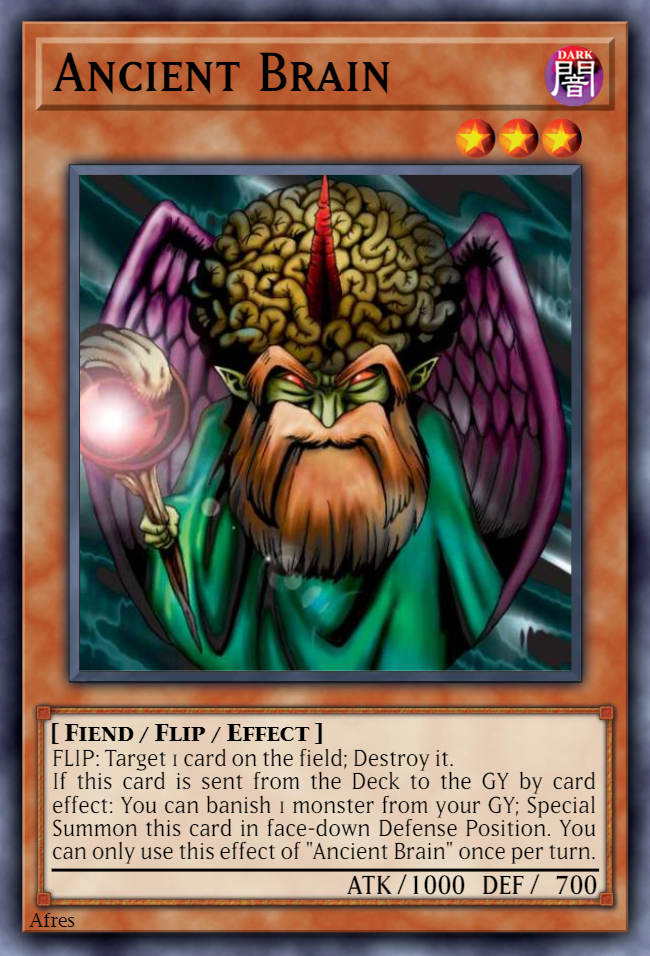 Ancient Brain
DARK
闇
[ Fiend / Flip / Effect ]
FLIP: Target 1 card on the field; Destroy it.
If this card is sent from the Deck to the GY by card
effect: You can banish 1 monster from your GY; Special
Summon this card in face-down Defense Position. You
can only use this effect of "Ancient Brain" once per turn.
ATK / 1000 DEF / 700
Afres